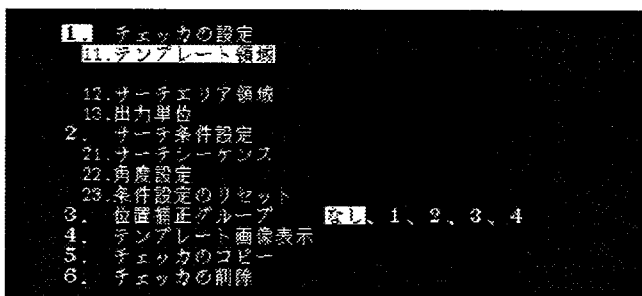 1. チェッカの設定
11.テンプレート領域
12.サーチエリア領域
13.出力単位
2. サーチ条件設定
21.サーチシーケンス
22.角度設定
23.条件設定のリセット
3. 位置補正グループ なし、1、2、3、4
4. テンプレート画像表示
5. チェッカのコピー
6. チェッカの削除